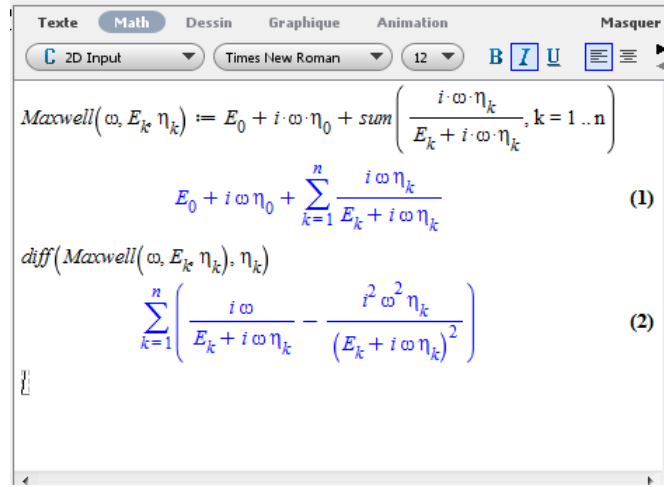 Texte Math Dessin Graphique Animation Masquer
C 2D Input Times New Roman 12 B I U
Maxwell(ω, E_k, η_k) := E_0 + i·ω·η_0 + sum( (i·ω·η_k)/(E_k + i·ω·η_k), k = 1 .. n )
E_0 + i ω η_0 + ∑_{k=1}^{n} (i ω η_k)/(E_k + i ω η_k) (1)
diff(Maxwell(ω, E_k, η_k), η_k)
∑_{k=1}^{n} ( (i ω)/(E_k + i ω η_k) − (i^2 ω^2 η_k)/((E_k + i ω η_k)^2) ) (2)